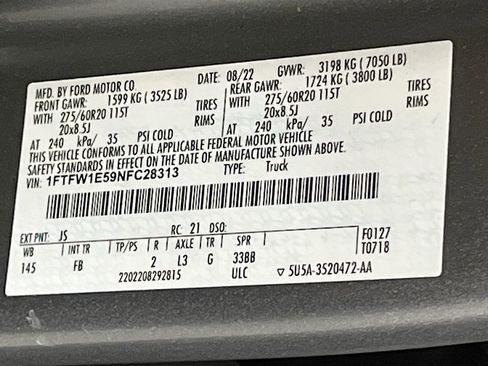 MFD. BY FORD MOTOR CO.
DATE: 08/22 GVWR: 3198 KG (7050 LB)
FRONT GAWR: 1599 KG (3525 LB) REAR GAWR: 1724 KG (3800 LB)
WITH 275/60R20 115T TIRES WITH 275/60R20 115T TIRES
20x8.5J RIMS 20x8.5J RIMS
AT 240 kPa/ 35 PSI COLD AT 240 kPa/ 35 PSI COLD
THIS VEHICLE CONFORMS TO ALL APPLICABLE FEDERAL MOTOR VEHICLE
SAFETY STANDARDS IN EFFECT ON THE DATE OF MANUFACTURE SHOWN ABOVE.
VIN: 1FTFW1E59NFC28313 TYPE: Truck
EXT PNT: JS RC: 21 DSO: F0127
WB INT TR TP/PS R AXLE TR SPR T0718
145 FB 2 L3 G 33BB
2202208292815 ULC ▽ 5U5A-3520472-AA